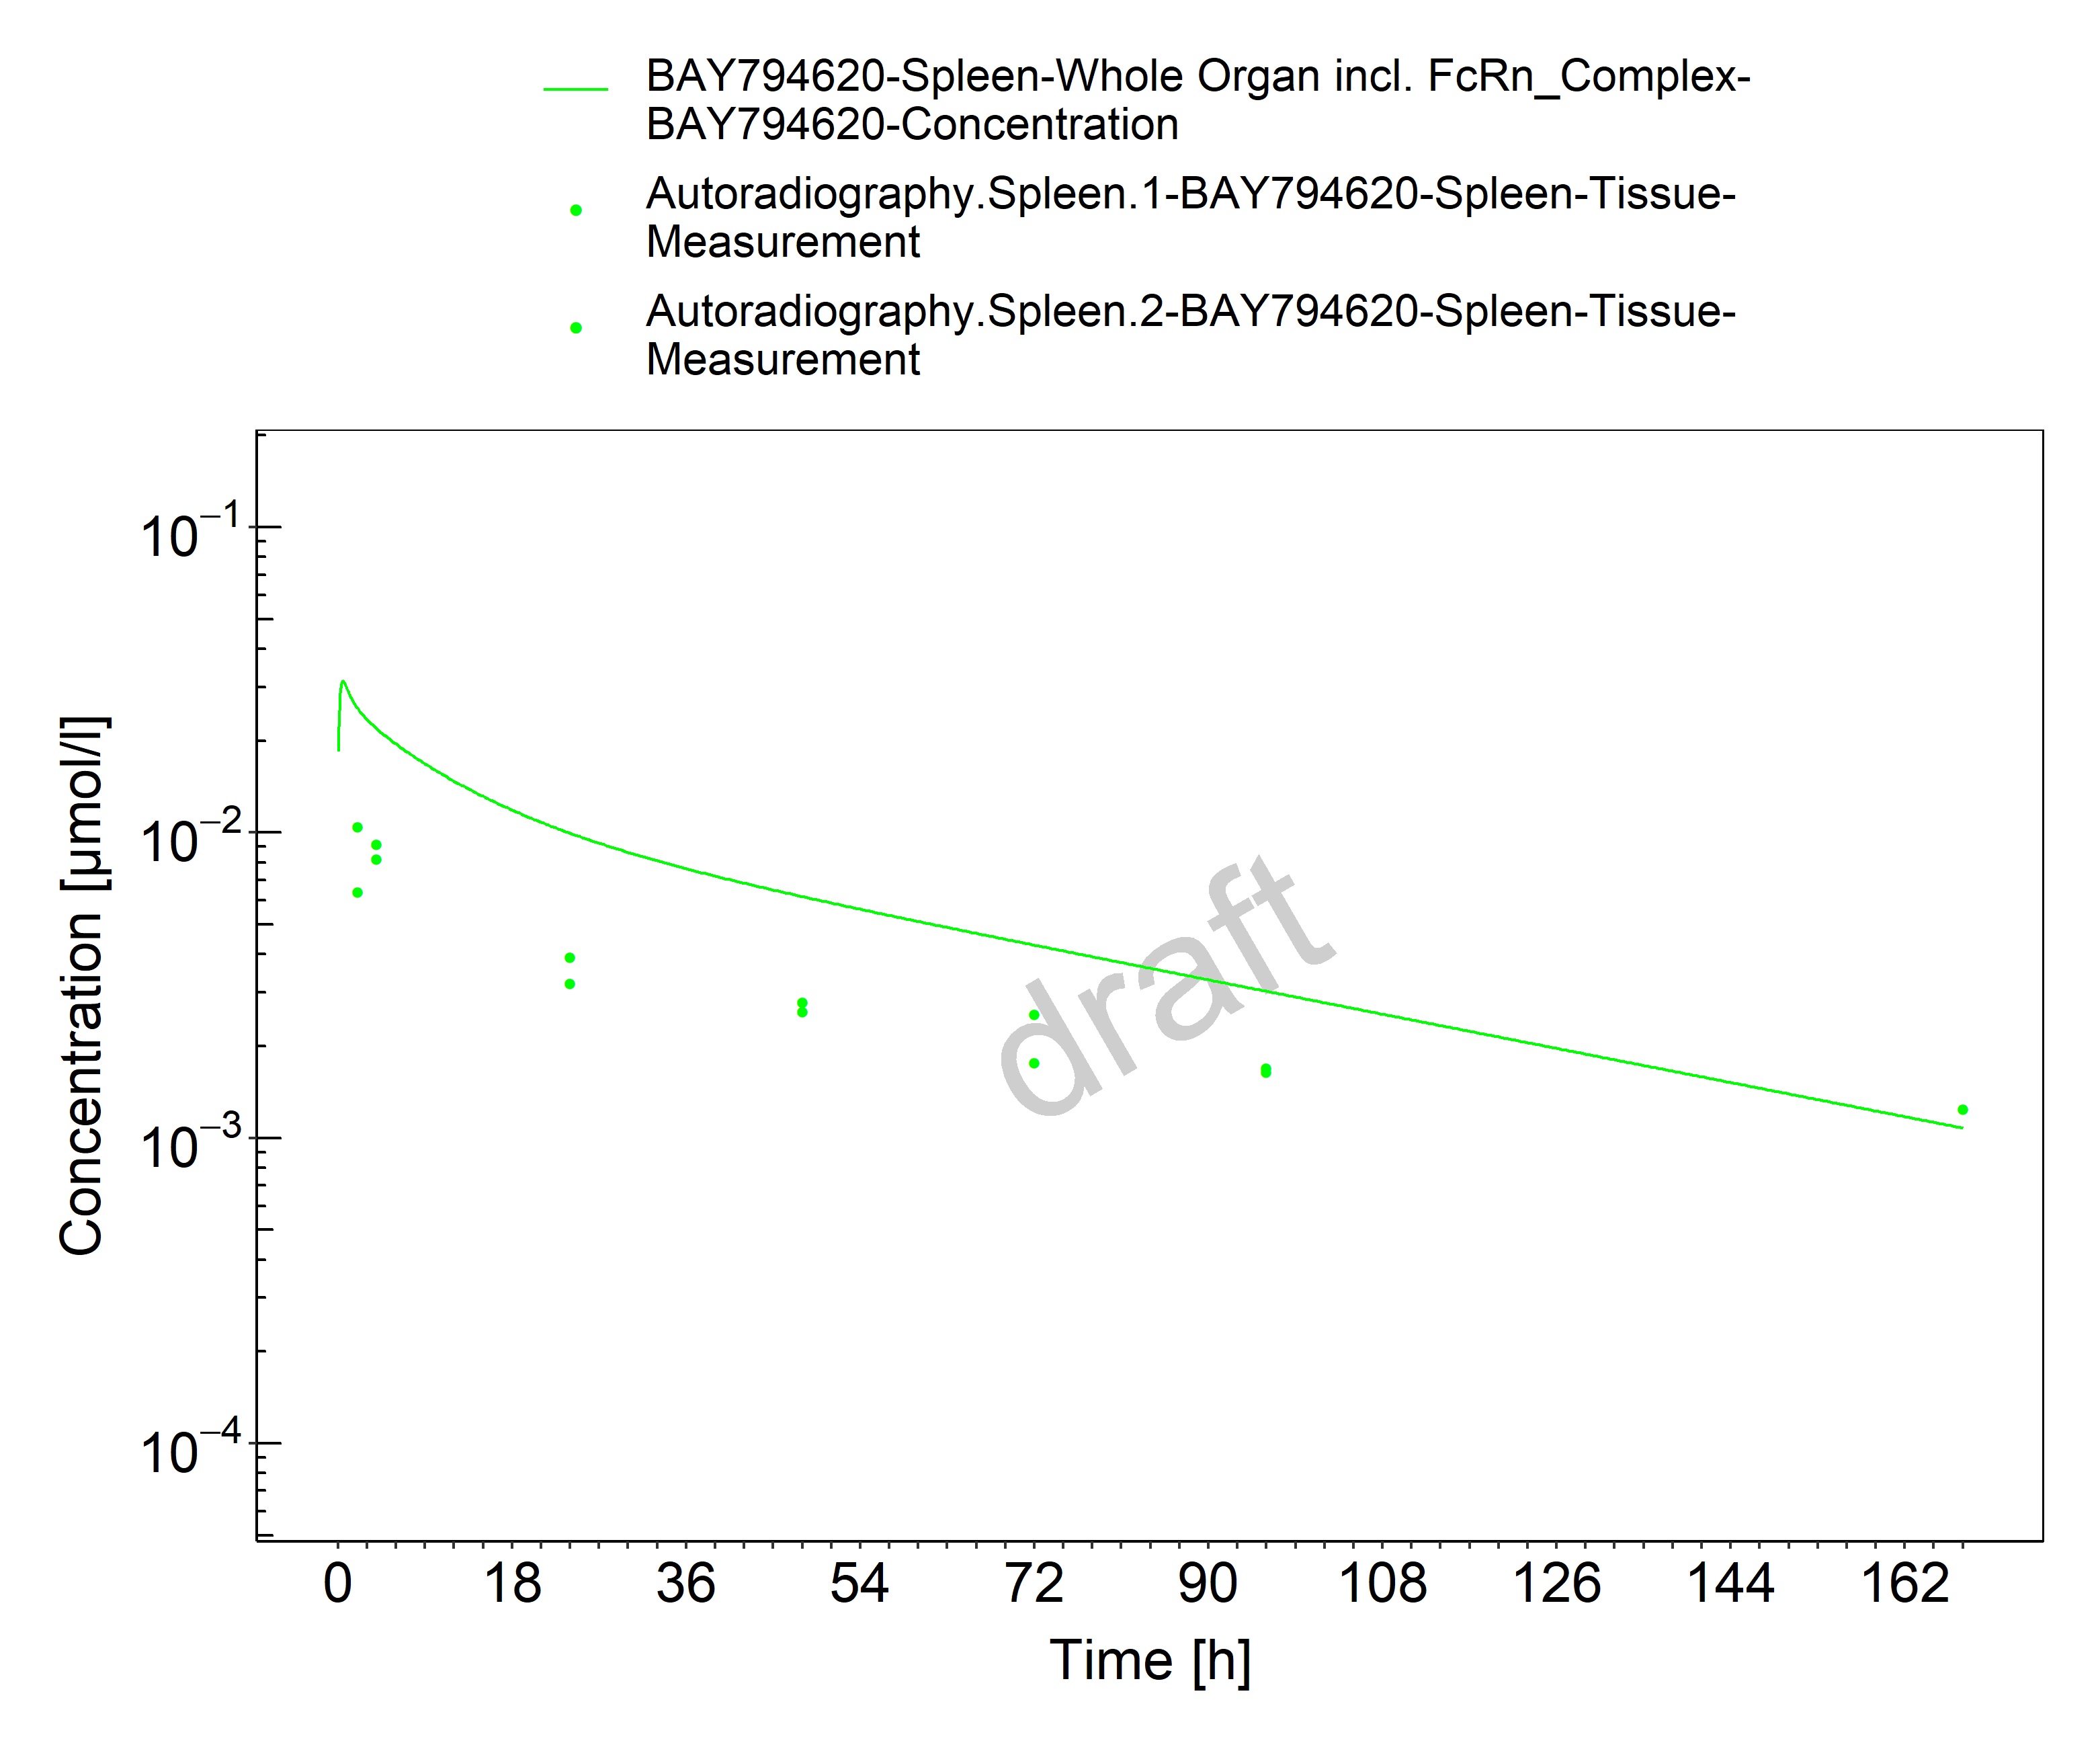 BAY794620-Spleen-Whole Organ incl. FcRn_Complex-
BAY794620-Concentration
Autoradiography.Spleen.1-BAY794620-Spleen-Tissue-
Measurement
Autoradiography.Spleen.2-BAY794620-Spleen-Tissue-
Measurement
Concentration [µmol/l]
10⁻¹
10⁻²
10⁻³
10⁻⁴
draft
0 18 36 54 72 90 108 126 144 162
Time [h]